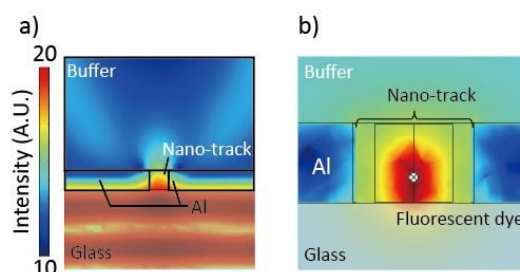 a)
20
Intensity (A.U.)
10
Buffer
Nano-track
Al
Glass
b)
Buffer
Nano-track
Al
Fluorescent dye
Glass